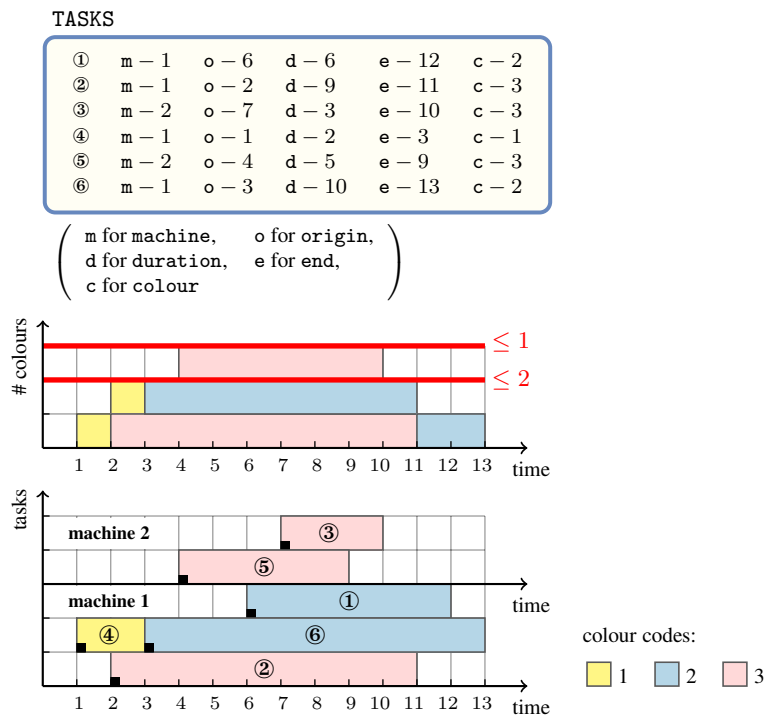 TASKS
① m − 1 o − 6 d − 6 e − 12 c − 2
② m − 1 o − 2 d − 9 e − 11 c − 3
③ m − 2 o − 7 d − 3 e − 10 c − 3
④ m − 1 o − 1 d − 2 e − 3 c − 1
⑤ m − 2 o − 4 d − 5 e − 9 c − 3
⑥ m − 1 o − 3 d − 10 e − 13 c − 2
( m for machine, o for origin,
d for duration, e for end,
c for colour )
# colours
≤ 1
≤ 2
1 2 3 4 5 6 7 8 9 10 11 12 13
time
tasks
machine 2
③
⑤
time
machine 1
①
④ ⑥
②
1 2 3 4 5 6 7 8 9 10 11 12 13
time
colour codes:
1 2 3